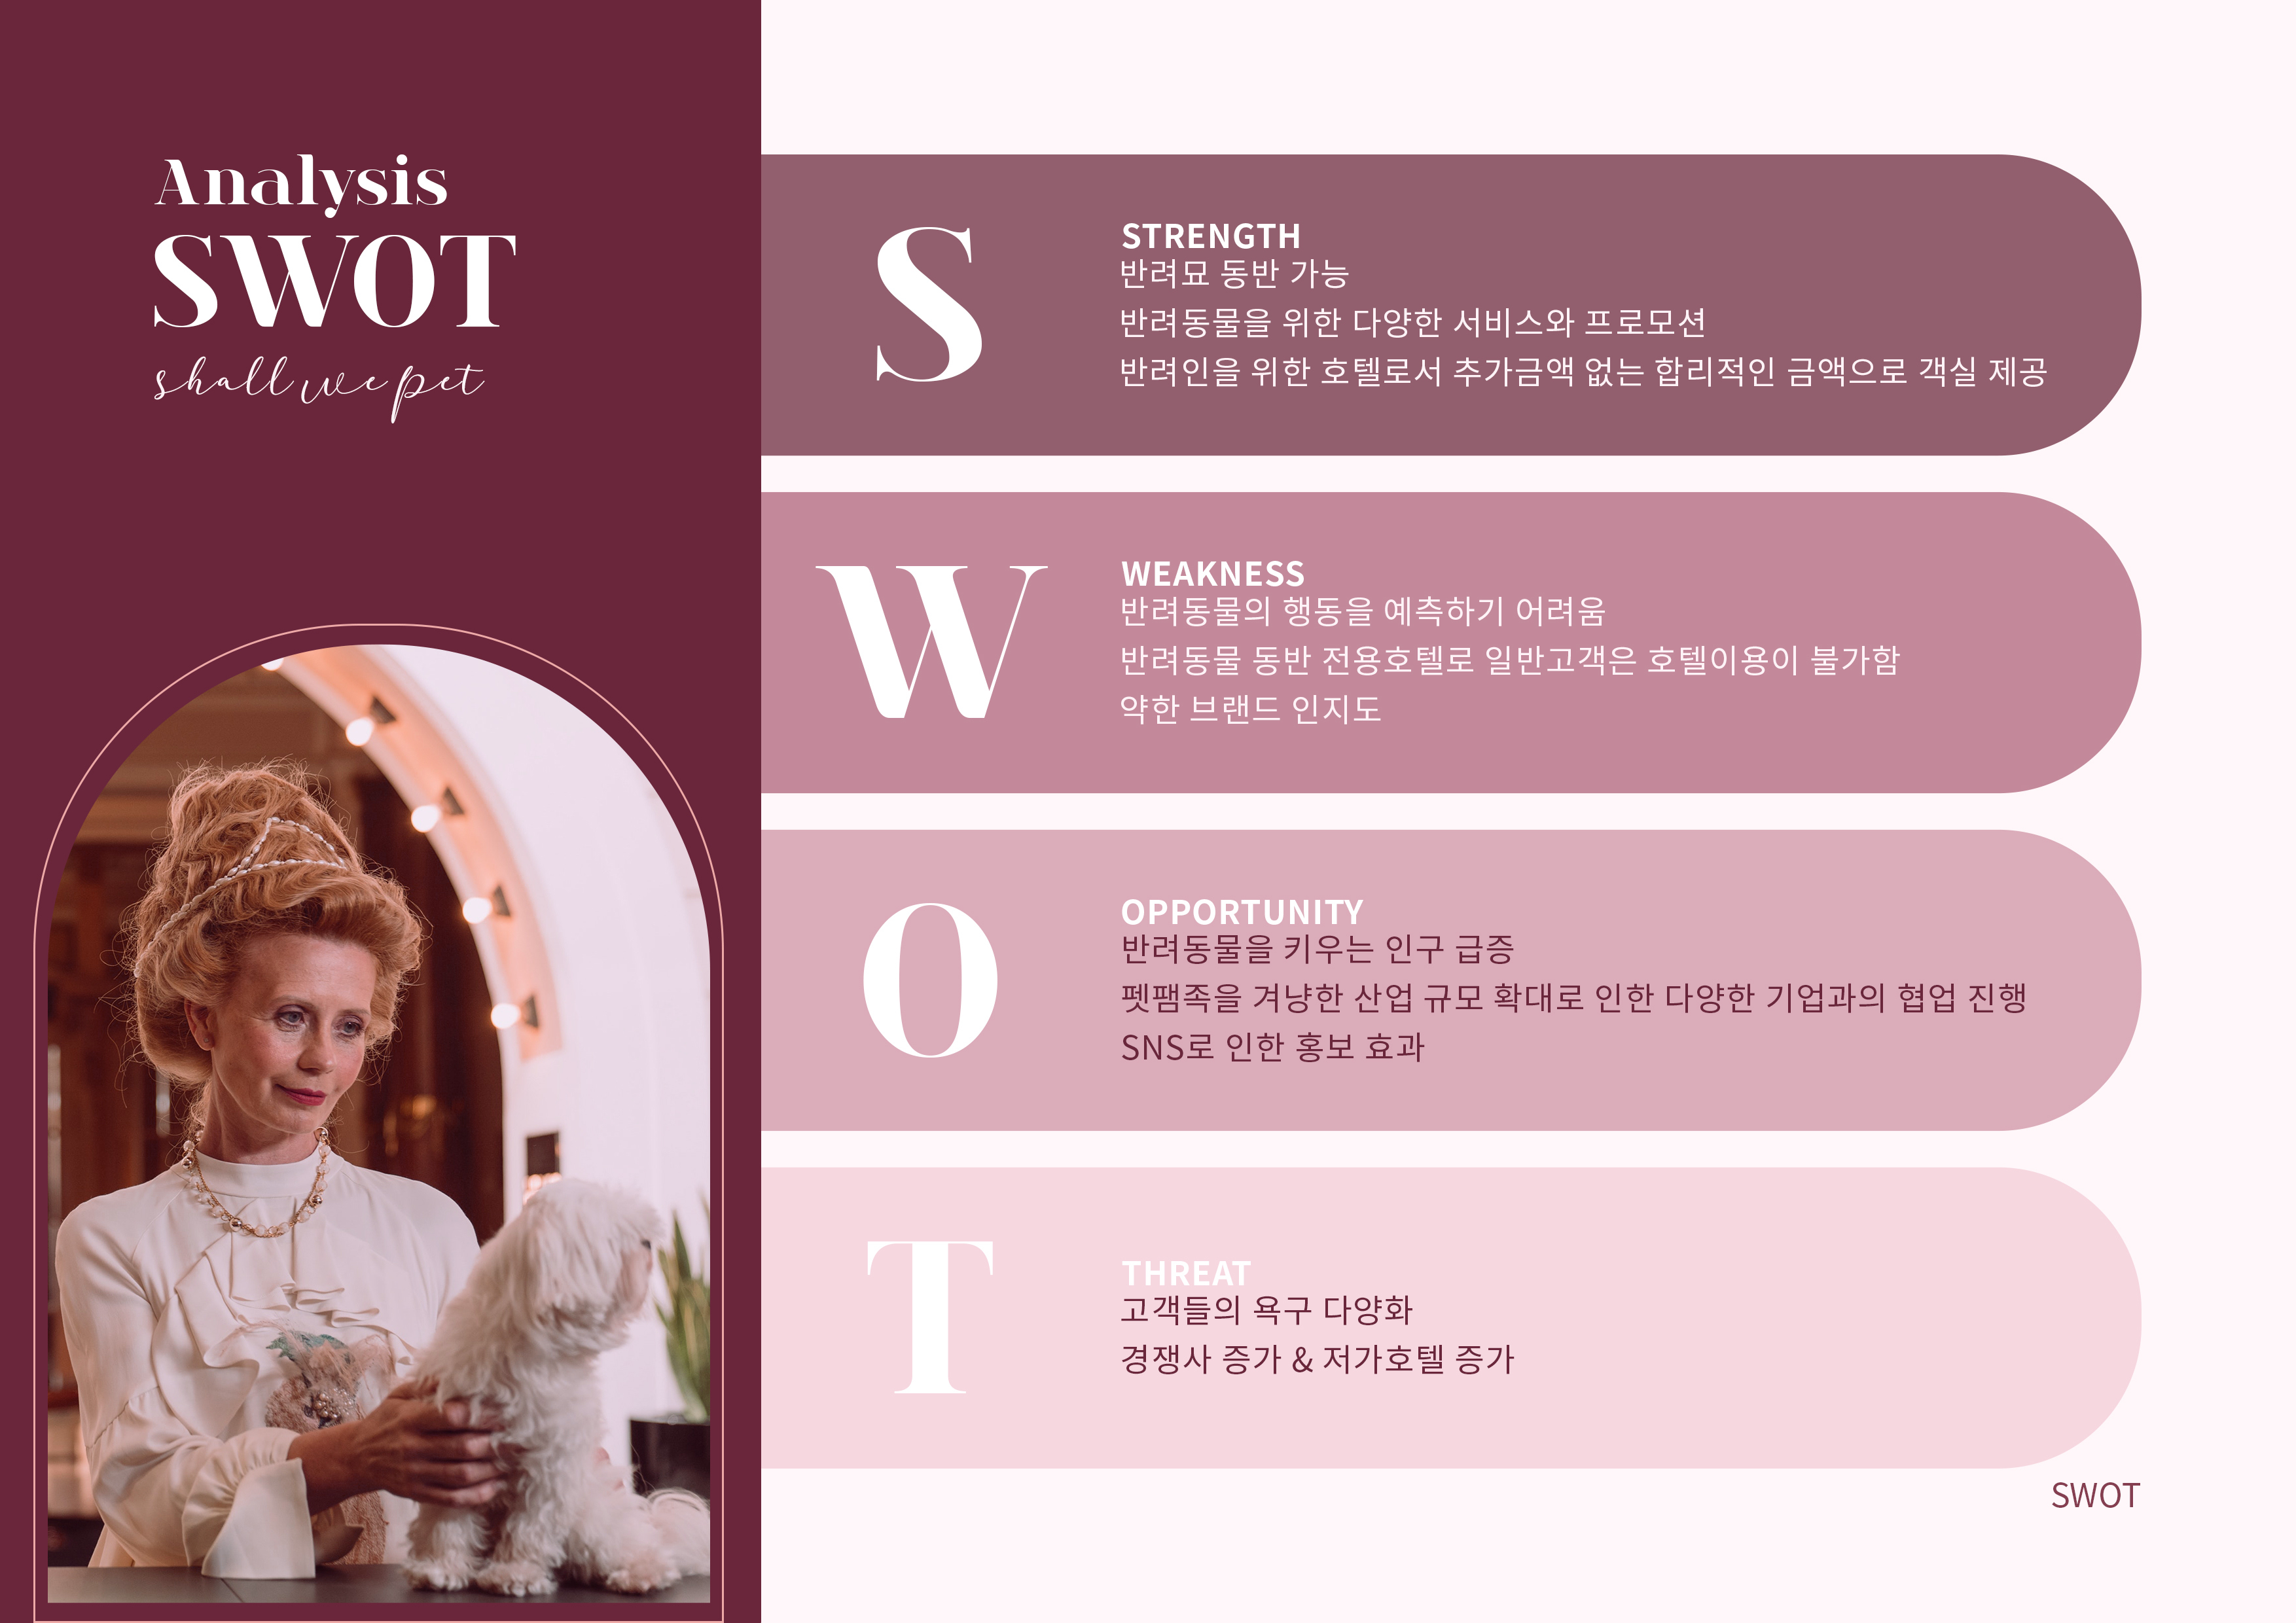 Analysis
SWOT
shall we pet
S
STRENGTH
반려묘 동반 가능
반려동물을 위한 다양한 서비스와 프로모션
반려인을 위한 호텔로서 추가금액 없는 합리적인 금액으로 객실 제공
W
WEAKNESS
반려동물의 행동을 예측하기 어려움
반려동물 동반 전용호텔로 일반고객은 호텔이용이 불가함
약한 브랜드 인지도
O
OPPORTUNITY
반려동물을 키우는 인구 급증
펫팸족을 겨냥한 산업 규모 확대로 인한 다양한 기업과의 협업 진행
SNS로 인한 홍보 효과
T
THREAT
고객들의 욕구 다양화
경쟁사 증가 & 저가호텔 증가
SWOT